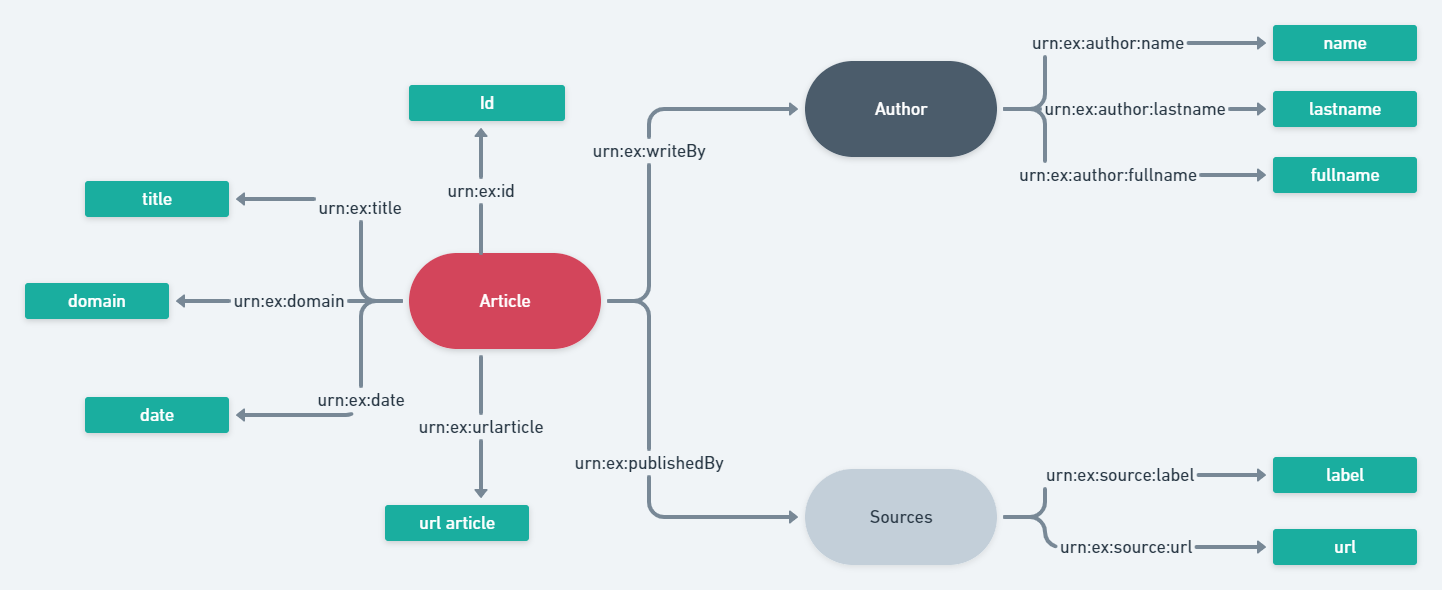 urn:ex:author:name
name
Id
Author
urn:ex:author:lastname
lastname
urn:ex:writeBy
urn:ex:author:fullname
fullname
urn:ex:id
title
urn:ex:title
domain
urn:ex:domain
Article
urn:ex:date
date
urn:ex:urlarticle
urn:ex:publishedBy
urn:ex:source:label
label
url article
Sources
urn:ex:source:url
url